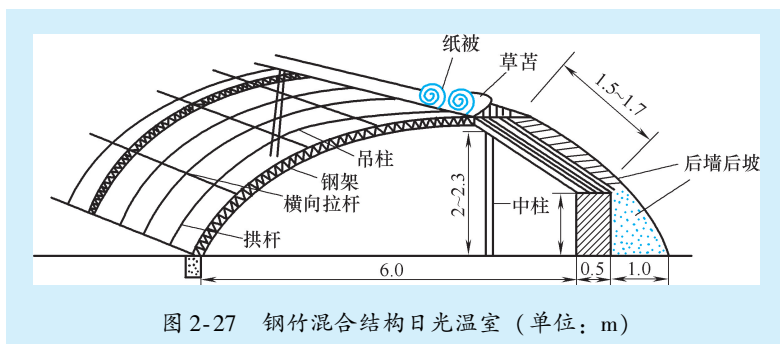 纸被
草苫
1.5~1.7
后墙后坡
吊柱
钢架
横向拉杆
拱杆
2~2.3
中柱
6.0
0.5
1.0
图 2-27 钢竹混合结构日光温室（单位：m）